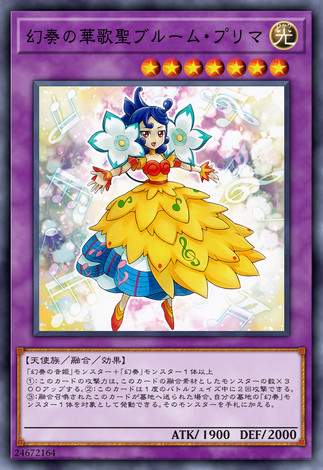 幻奏の華歌聖ブルーム・プリマ
光
【天使族／融合／効果】
「幻奏の音姫」モンスター＋「幻奏」モンスター１体以上
①：このカードの攻撃力は、このカードの融合素材としたモンスターの数×３
００アップする。②：このカードは１度のバトルフェイズ中に２回攻撃できる。
③：融合召喚されたこのカードが墓地へ送られた場合、自分の墓地の「幻奏」モ
ンスター１体を対象として発動できる。そのモンスターを手札に加える。
ATK/ 1900 DEF/2000
24672164